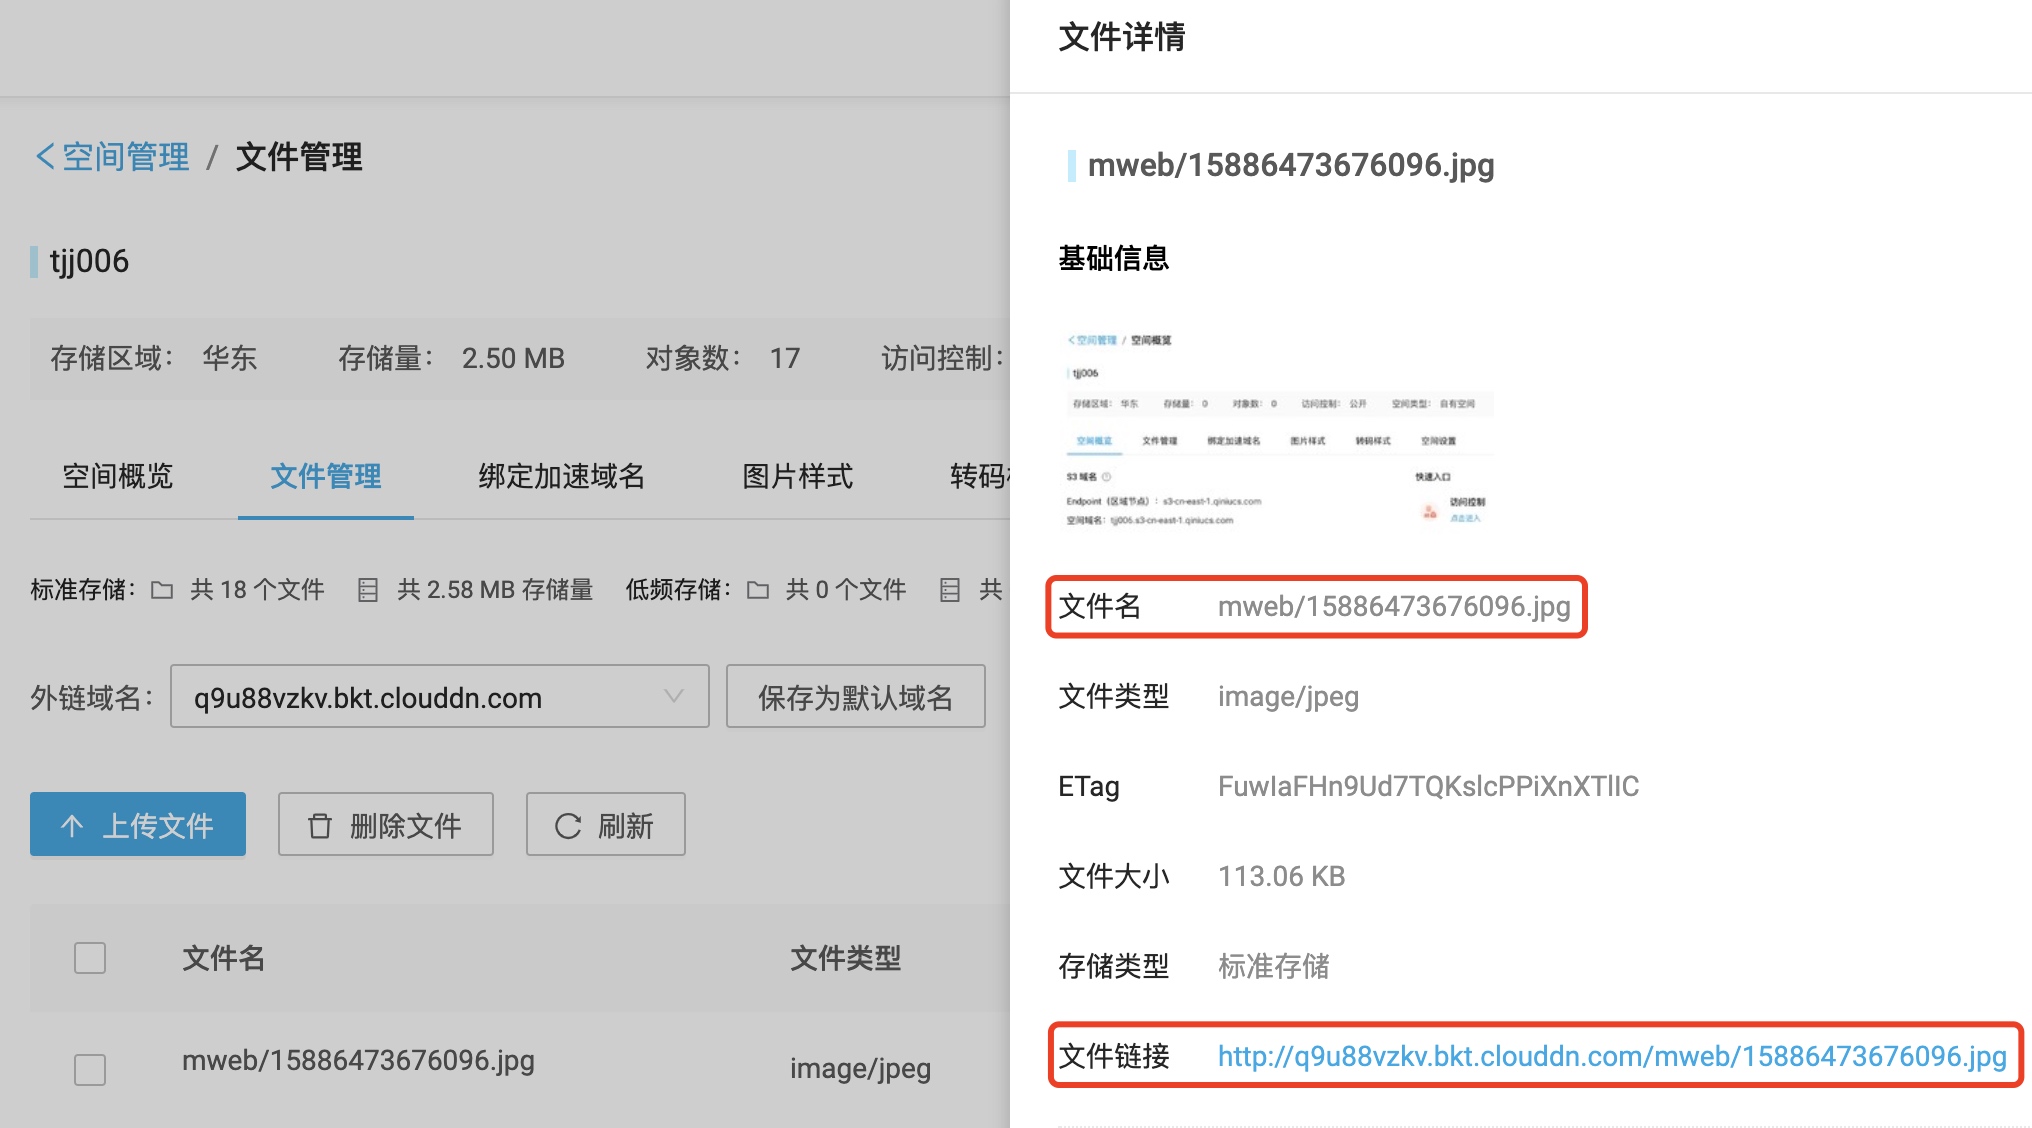 空间管理 / 文件管理
tjj006
存储区域： 华东 存储量： 2.50 MB 对象数： 17 访问控制：
空间概览 文件管理 绑定加速域名 图片样式 转码
标准存储： 共 18 个文件 共 2.58 MB 存储量 低频存储： 共 0 个文件 共
外链域名： q9u88vzkv.bkt.clouddn.com 保存为默认域名
上传文件 删除文件 刷新
文件名 文件类型
mweb/15886473676096.jpg image/jpeg
文件详情
mweb/15886473676096.jpg
基础信息
空间管理 / 空间概览
tjj006
存储区域： 华东 存储量： 0 对象数： 0 访问控制： 公开 空间类型： 自有空间
空间概览 文件管理 绑定加速域名 图片样式 转码样式 空间设置
S3 域名 快速入口
Endpoint（区域节点）： s3-cn-east-1.qiniucs.com 访问控制
空间域名： tjj006.s3-cn-east-1.qiniucs.com 点击进入
文件名 mweb/15886473676096.jpg
文件类型 image/jpeg
ETag FuwIaFHn9Ud7TQKslcPPiXnXTlIC
文件大小 113.06 KB
存储类型 标准存储
文件链接 http://q9u88vzkv.bkt.clouddn.com/mweb/15886473676096.jpg